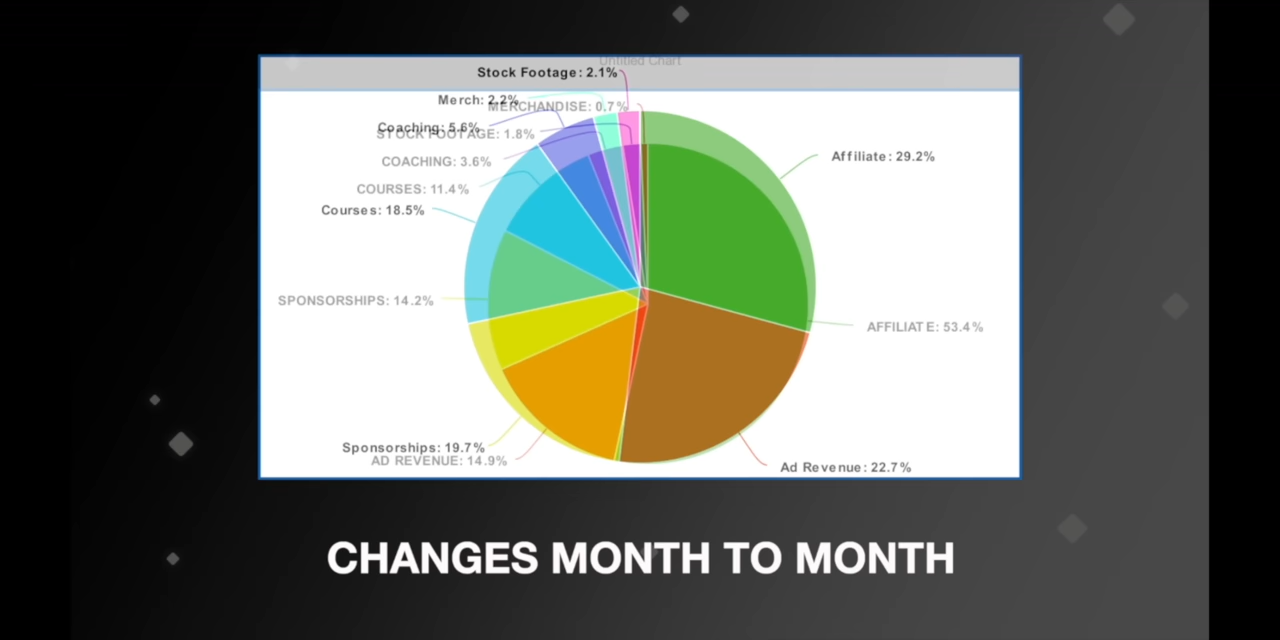 Untitled Chart
Stock Footage: 2.1%
Merch: 2.2%
MERCHANDISE: 0.7%
Coaching: 5.6%
STOCK FOOTAGE: 1.8%
Affiliate: 29.2%
COACHING: 3.6%
COURSES: 11.4%
Courses: 18.5%
SPONSORSHIPS: 14.2%
AFFILIATE: 53.4%
Sponsorships: 19.7%
AD REVENUE: 14.9%
Ad Revenue: 22.7%
CHANGES MONTH TO MONTH